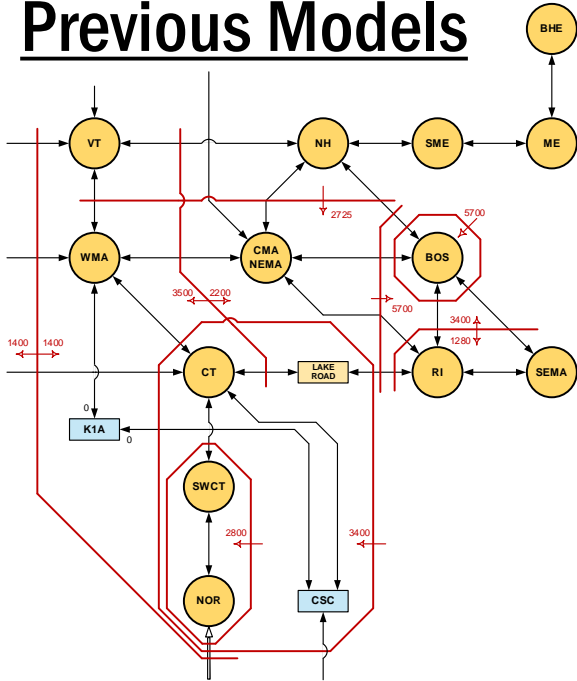 Previous Models
BHE
VT
NH
SME
ME
2725
5700
WMA
CMA
NEMA
BOS
3500
2200
5700
3400
1280
1400
1400
CT
LAKE
ROAD
RI
SEMA
0
K1A
0
SWCT
2800
3400
NOR
CSC